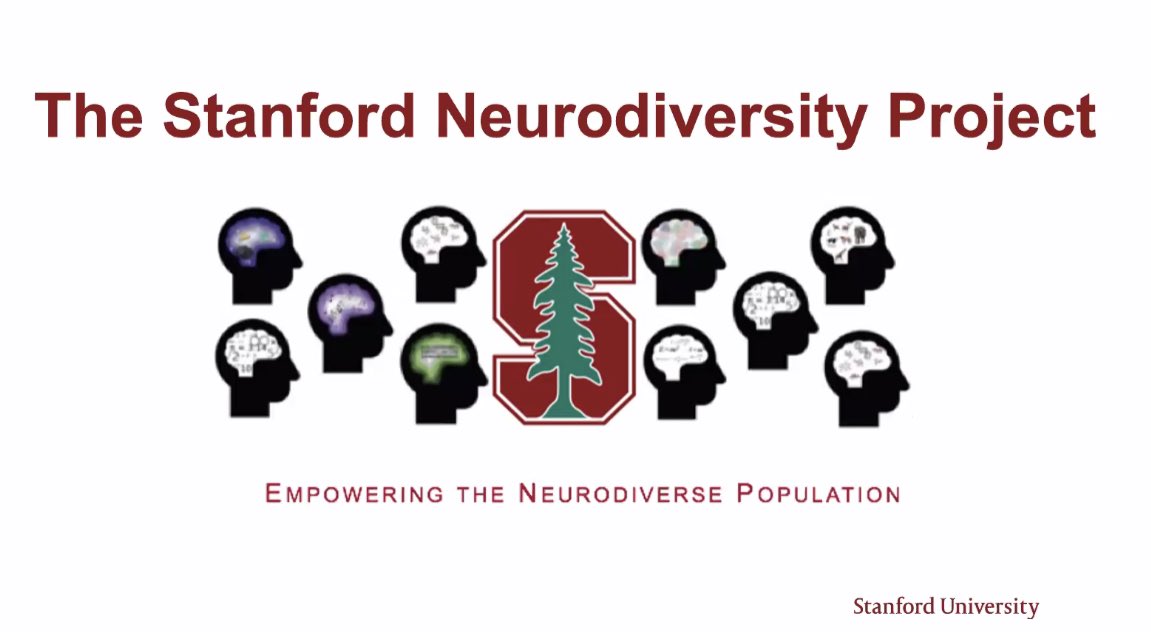 The Stanford Neurodiversity Project
EMPOWERING THE NEURODIVERSE POPULATION
Stanford University